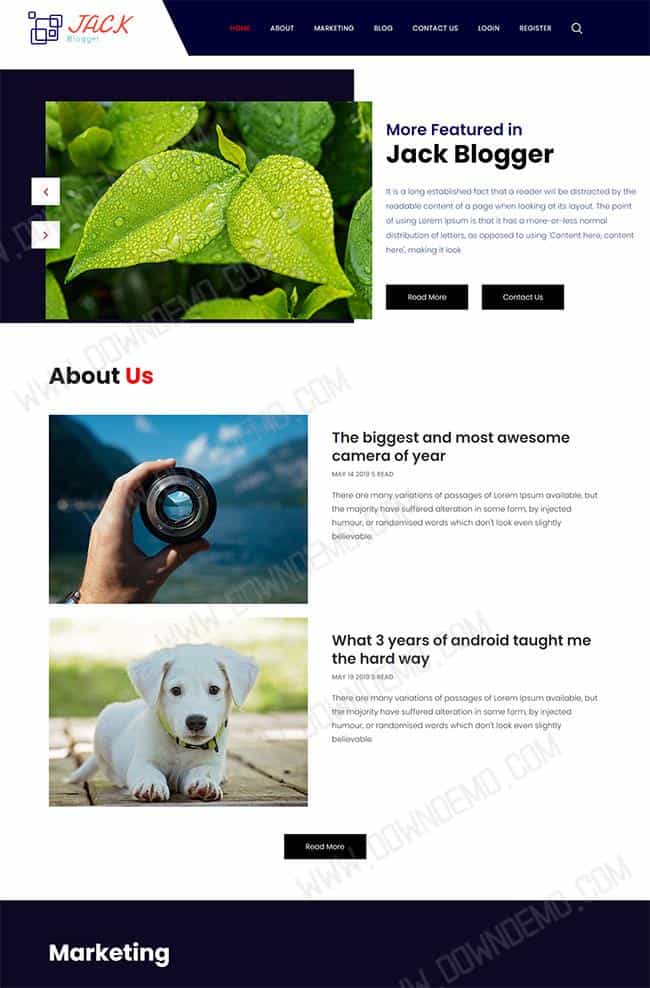 JACK
Blogger
HOME ABOUT MARKETING BLOG CONTACT US LOGIN REGISTER
More Featured in
Jack Blogger
It is a long established fact that a reader will be distracted by the
readable content of a page when looking at its layout. The point
of using Lorem Ipsum is that it has a more-or-less normal
distribution of letters, as opposed to using 'Content here, content
here', making it look
Read More Contact Us
About Us
The biggest and most awesome
camera of year
MAY 14 2019 5 READ
There are many variations of passages of Lorem Ipsum available, but
the majority have suffered alteration in some form, by injected
humour, or randomised words which don't look even slightly
believable.
What 3 years of android taught me
the hard way
MAY 19 2019 5 READ
There are many variations of passages of Lorem Ipsum available, but
the majority have suffered alteration in some form, by injected
humour, or randomised words which don't look even slightly
believable.
Read More
Marketing
WWW.DOWNDEMO.COM
WWW.DOWNDEMO.COM
WWW.DOWNDEMO.COM